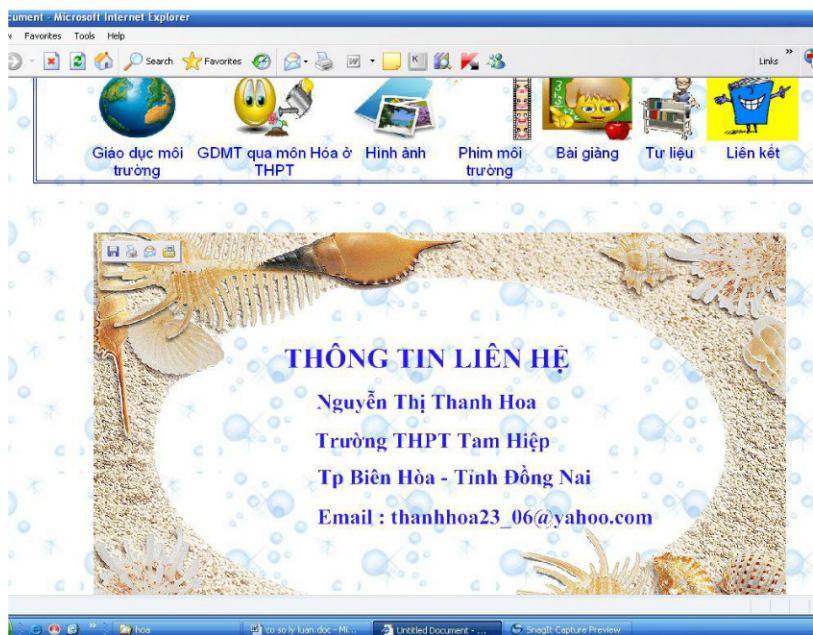 ocument - Microsoft Internet Explorer
w Favorites Tools Help
Search Favorites Links »
Giáo dục môi trường
GDMT qua môn Hóa ở THPT
Hình ảnh
Phim môi trường
Bài giảng
Tư liệu
Liên kết
THÔNG TIN LIÊN HỆ
Nguyễn Thị Thanh Hoa
Trường THPT Tam Hiệp
Tp Biên Hòa - Tỉnh Đồng Nai
Email : thanhhoa23_06@yahoo.com
» hoa co so ly luan.doc - Mi... Untitled Document - ... SnagIt Capture Preview